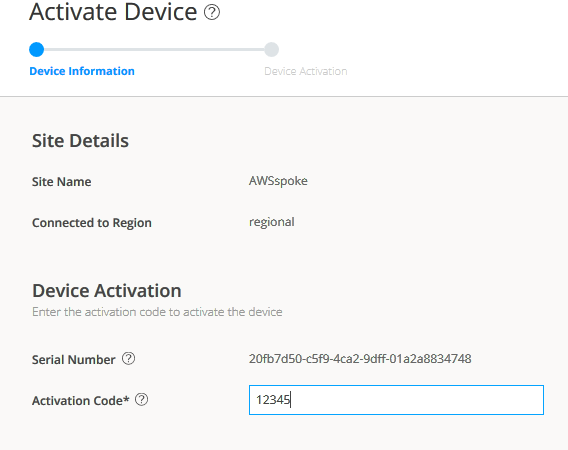 Activate Device ?
Device Information Device Activation
Site Details
Site Name AWSspoke
Connected to Region regional
Device Activation
Enter the activation code to activate the device
Serial Number ? 20fb7d50-c5f9-4ca2-9dff-01a2a8834748
Activation Code* ? 12345